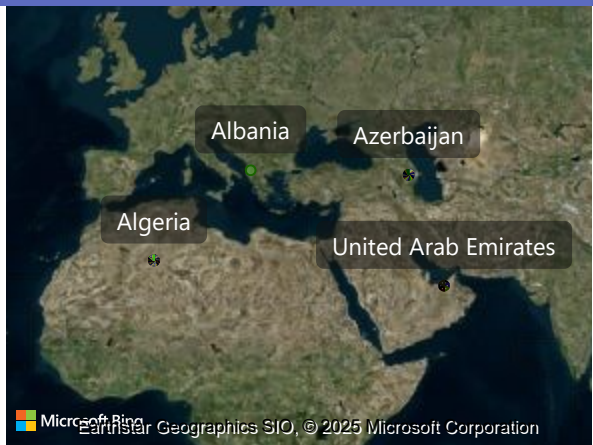 Albania
Azerbaijan
Algeria
United Arab Emirates
Microsoft Bing
Earthstar Geographics SIO, © 2025 Microsoft Corporation